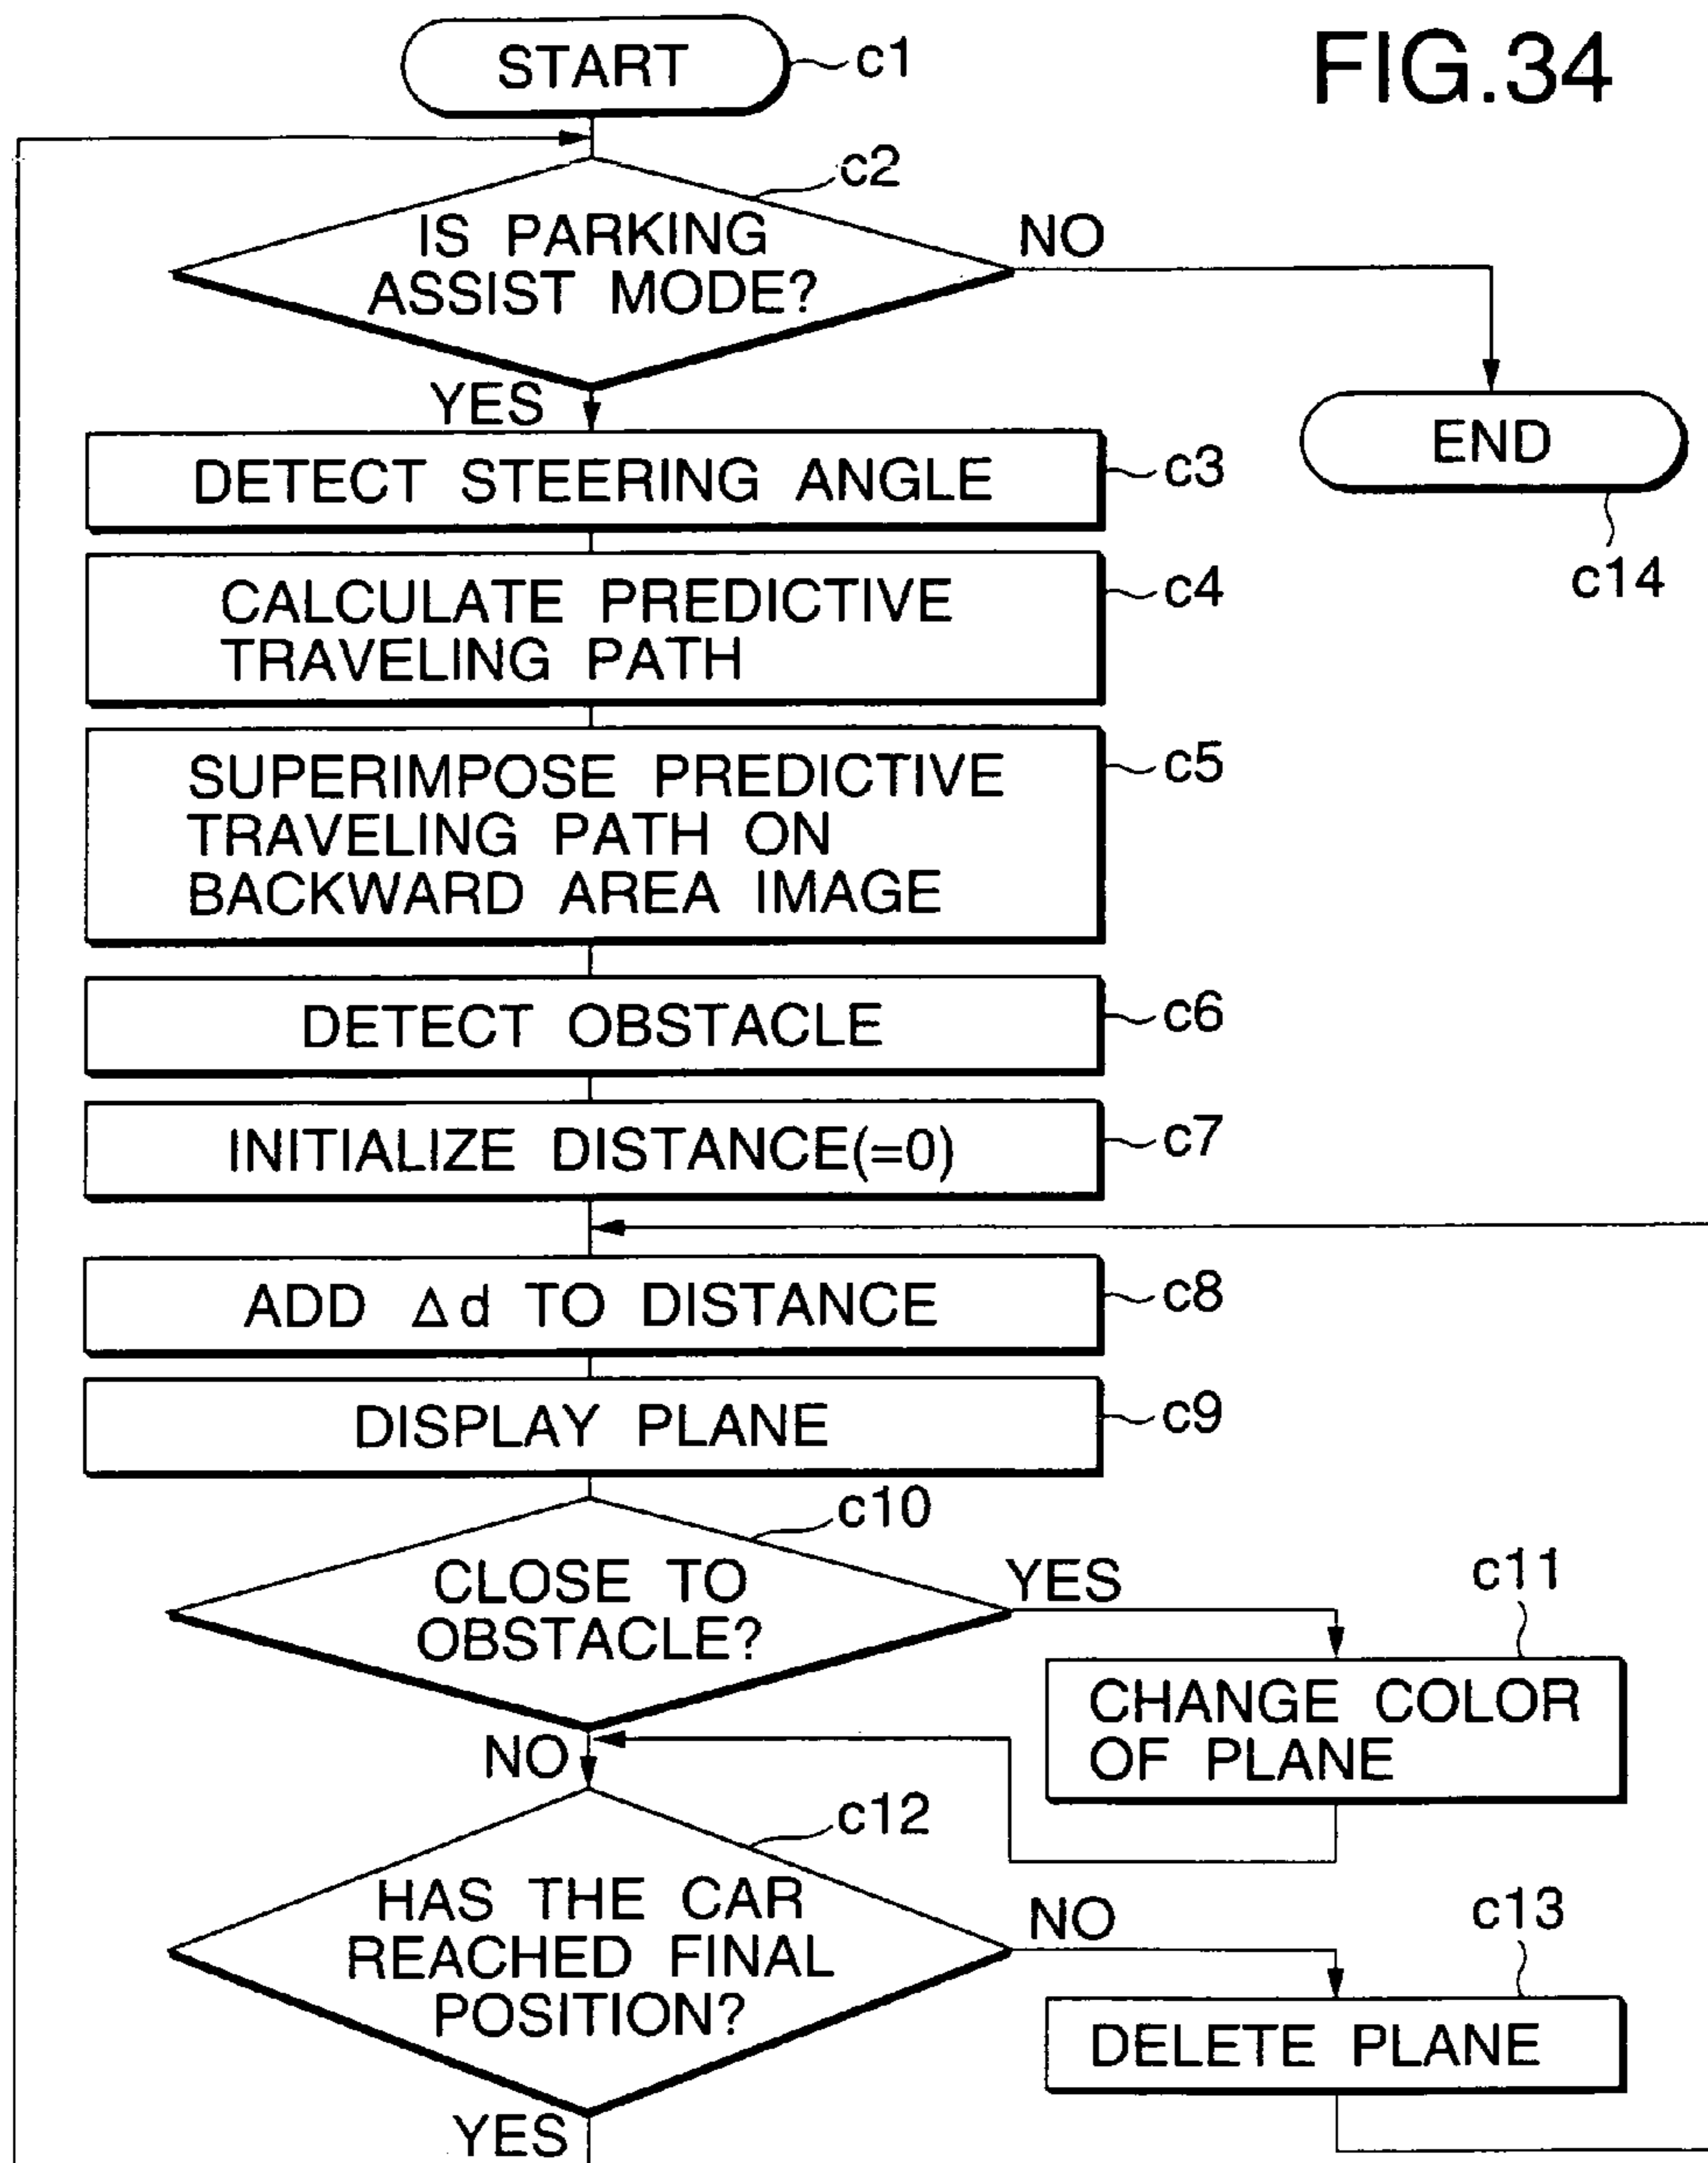 FIG.34
START
c1
c2
IS PARKING
ASSIST MODE?
NO
YES
END
c14
DETECT STEERING ANGLE
c3
CALCULATE PREDICTIVE
TRAVELING PATH
c4
SUPERIMPOSE PREDICTIVE
TRAVELING PATH ON
BACKWARD AREA IMAGE
c5
DETECT OBSTACLE
c6
INITIALIZE DISTANCE(=0)
c7
ADD Δd TO DISTANCE
c8
DISPLAY PLANE
c9
c10
CLOSE TO
OBSTACLE?
YES
c11
CHANGE COLOR
OF PLANE
NO
c12
HAS THE CAR
REACHED FINAL
POSITION?
NO
c13
DELETE PLANE
YES